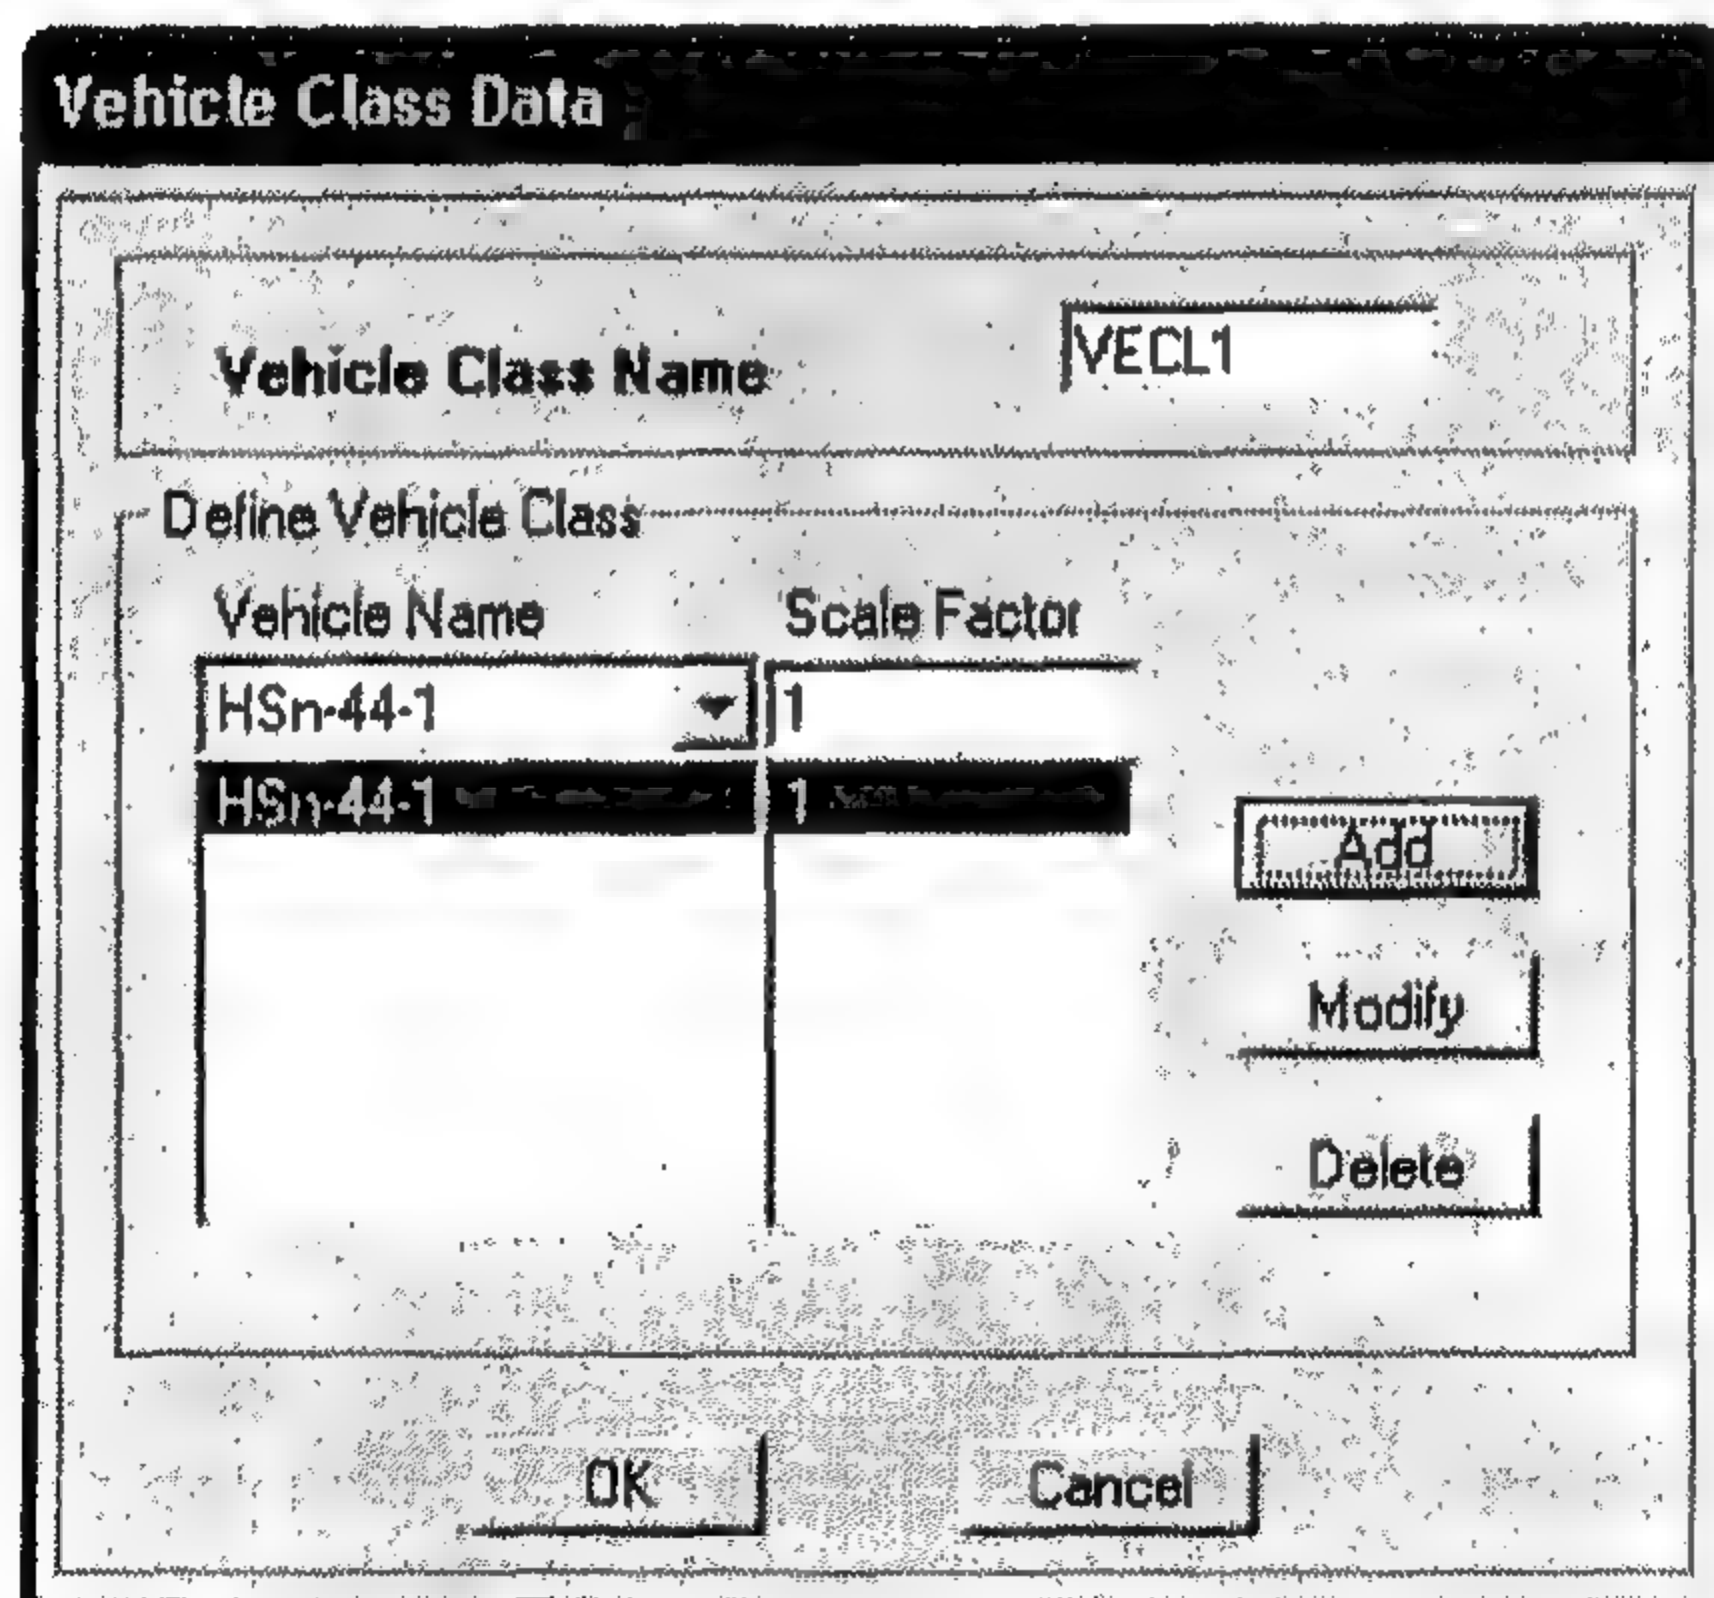 Vehicle Class Data
Vehicle Class Name VECL1
Define Vehicle Class
Vehicle Name Scale Factor
HSn-44-1 1
HSn-44-1 1
Add
Modify
Delete
OK Cancel